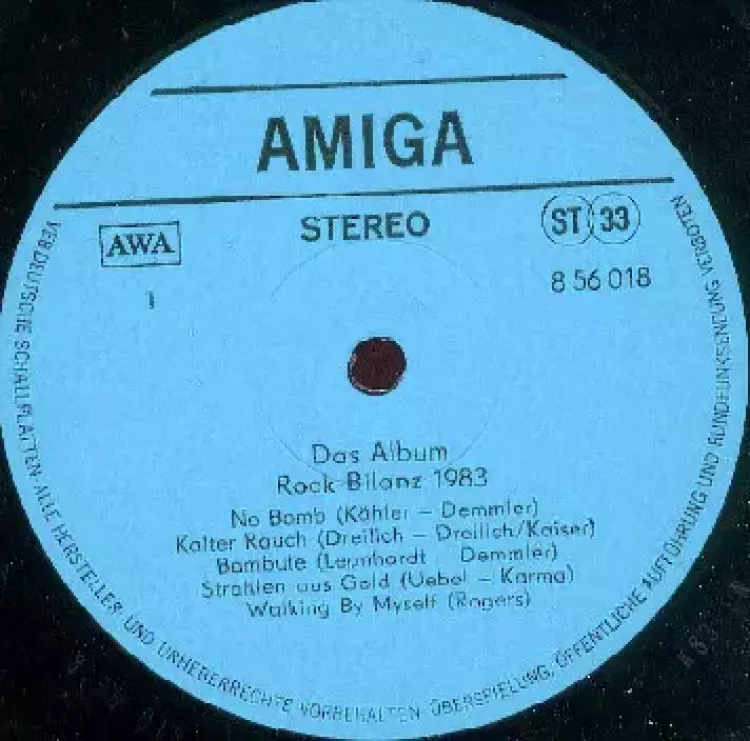 AMIGA
STEREO
AWA
ST 33
1
8 56 018
Das Album
Rock-Bilanz 1983
No Bomb (Kähler – Demmler)
Kalter Rauch (Dreilich – Dreilich/Kaiser)
Bambule (Lennhardt – Demmler)
Strahlen aus Gold (Uebel – Karma)
Walking By Myself (Rogers)
VEB DEUTSCHE SCHALLPLATTEN · ALLE HERSTELLER- UND URHEBERRECHTE VORBEHALTEN · ÜBERSPIELUNG, ÖFFENTLICHE AUFFÜHRUNG UND RUNDFUNKSENDUNG VERBOTEN